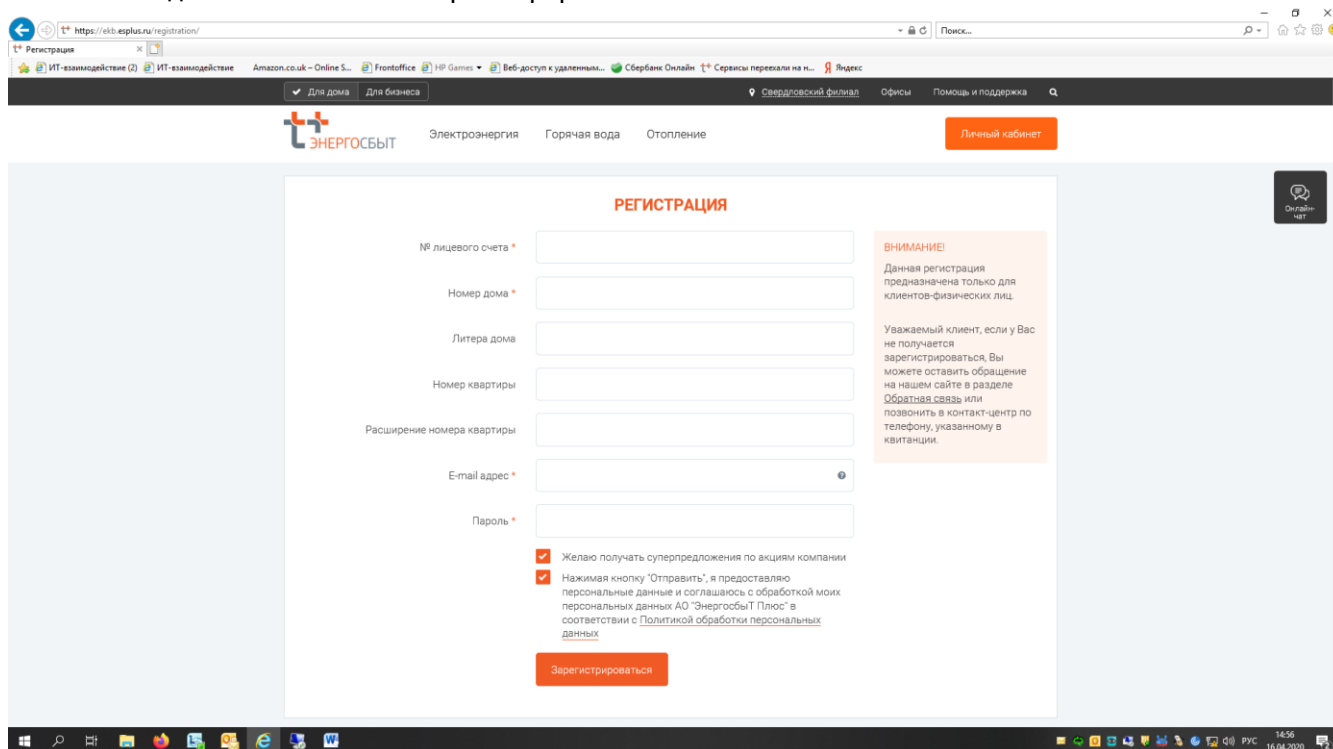 https://ekb.esplus.ru/registration/
Поиск...
Регистрация
ИТ-взаимодействие (2) ИТ-взаимодействие Amazon.co.uk – Online S... Frontoffice HP Games Веб-доступ к удаленным... Сбербанк Онлайн Сервисы переехали на н... Яндекс
Для дома Для бизнеса Свердловский филиал Офисы Помощь и поддержка
ЭНЕРГОСБЫТ Электроэнергия Горячая вода Отопление Личный кабинет
Онлайн-
чат
РЕГИСТРАЦИЯ
№ лицевого счета *
Номер дома *
Литера дома
Номер квартиры
Расширение номера квартиры
E-mail адрес *
Пароль *
ВНИМАНИЕ!
Данная регистрация
предназначена только для
клиентов-физических лиц.
Уважаемый клиент, если у Вас
не получается
зарегистрироваться, Вы
можете оставить обращение
на нашем сайте в разделе
Обратная связь или
позвонить в контакт-центр по
телефону, указанному в
квитанции.
Желаю получать суперпредложения по акциям компании
Нажимая кнопку "Отправить", я предоставляю
персональные данные и соглашаюсь с обработкой моих
персональных данных АО "ЭнергосбыТ Плюс" в
соответствии с Политикой обработки персональных
данных
Зарегистрироваться
РУС
14:56
16.04.2020